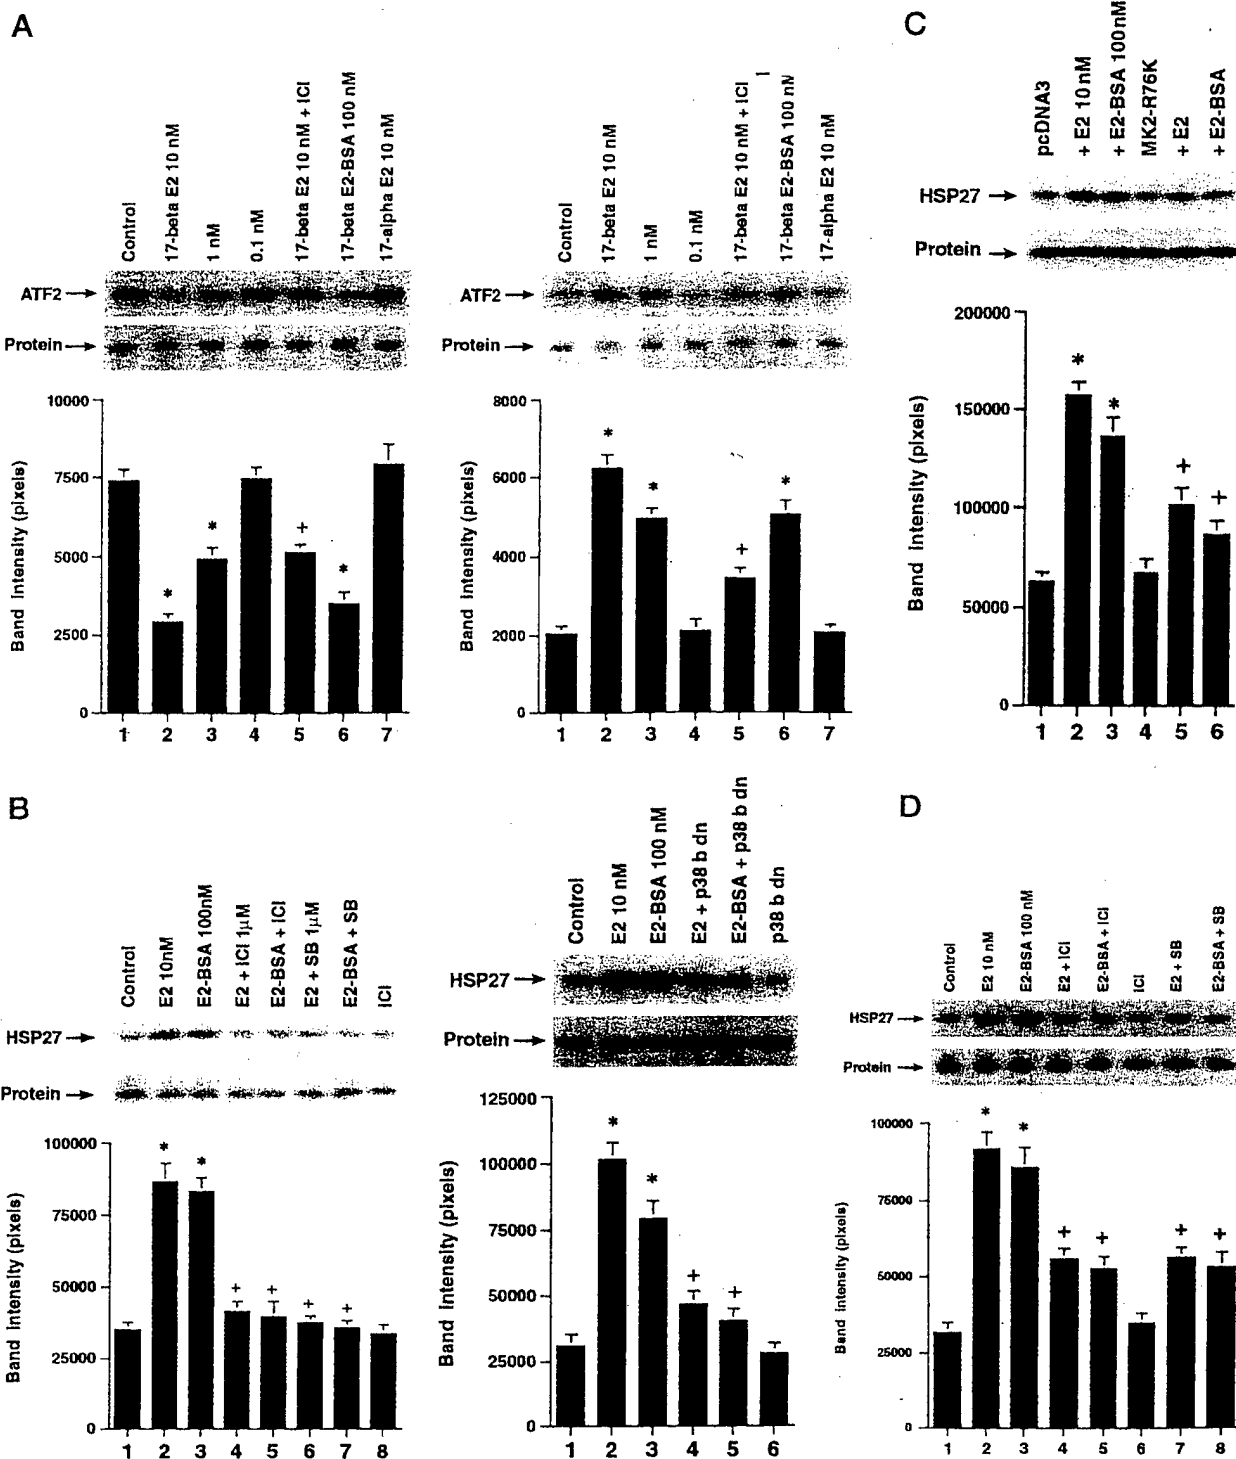 A
Control
17-beta E2 10 nM
1 nM
0.1 nM
17-beta E2 10 nM + ICI
17-beta E2-BSA 100 nM
17-alpha E2 10 nM
ATF2
Protein
Band Intensity (pixels)
10000
7500
5000
2500
0
* * + *
1 2 3 4 5 6 7
Control
17-beta E2 10 nM
1 nM
0.1 nM
17-beta E2 10 nM + ICI
17-beta E2-BSA 100 nM
17-alpha E2 10 nM
ATF2
Protein
Band Intensity (pixels)
8000
6000
4000
2000
0
* * + *
1 2 3 4 5 6 7
C
pcDNA3
+ E2 10 nM
+ E2-BSA 100 nM
MK2-R76K
+ E2
+ E2-BSA
HSP27
Protein
Band Intensity (pixels)
200000
150000
100000
50000
0
* * + +
1 2 3 4 5 6
B
Control
E2 10nM
E2-BSA 100nM
E2 + ICI 1µM
E2-BSA + ICI
E2 + SB 1µM
E2-BSA + SB
ICI
HSP27
Protein
Band Intensity (pixels)
100000
75000
50000
25000
0
* * + + + +
1 2 3 4 5 6 7 8
Control
E2 10 nM
E2-BSA 100 nM
E2 + p38 b dn
E2-BSA + p38 b dn
p38 b dn
HSP27
Protein
Band Intensity (pixels)
125000
100000
75000
50000
25000
0
* * + +
1 2 3 4 5 6
D
Control
E2 10 nM
E2-BSA 100 nM
E2 + ICI
E2-BSA + ICI
ICI
E2 + SB
E2-BSA + SB
HSP27
Protein
Band Intensity (pixels)
100000
75000
50000
25000
0
* * + + + +
1 2 3 4 5 6 7 8